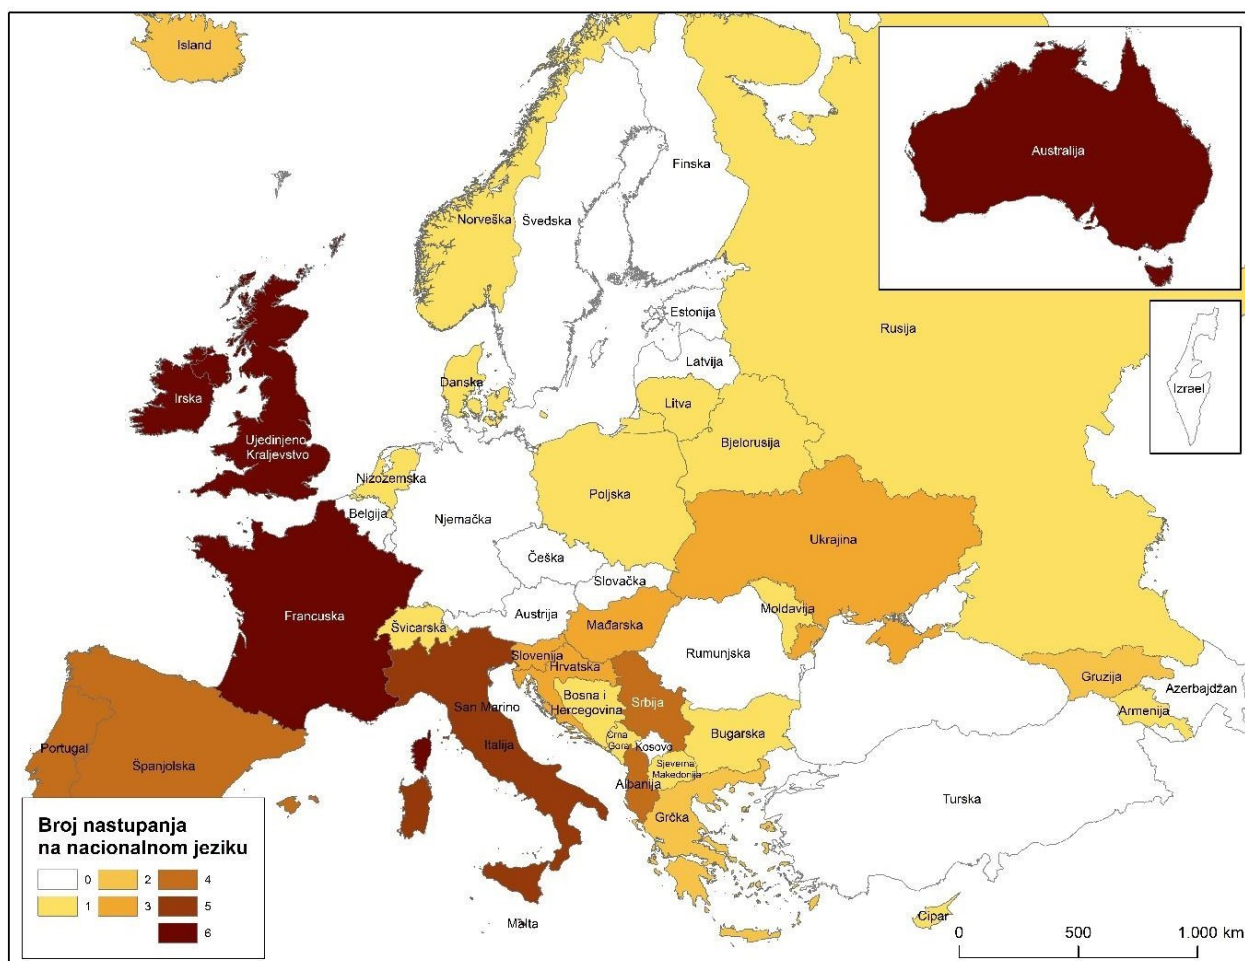 Island
Finska
Norveška
Švedska
Australija
Estonija
Rusija
Latvija
Danska
Irska
Litva
Izrael
Ujedinjeno
Kraljevstvo
Bjelorusija
Nizozemska
Poljska
Belgija
Njemačka
Ukrajina
Češka
Slovačka
Francuska
Austrija
Moldavija
Švicarska
Mađarska
Slovenija
Rumunjska
Hrvatska
Gruzija
Azerbajdžan
Bosna i
Hercegovina
San Marino
Srbija
Armenija
Crna
Gora
Bugarska
Kosovo
Portugal
Italija
Španjolska
Sjeverna
Makedonija
Albanija
Turska
Grčka
Cipar
Malta
Broj nastupanja
na nacionalnom jeziku
0 2 4
1 3 5
6
0 500 1.000 km